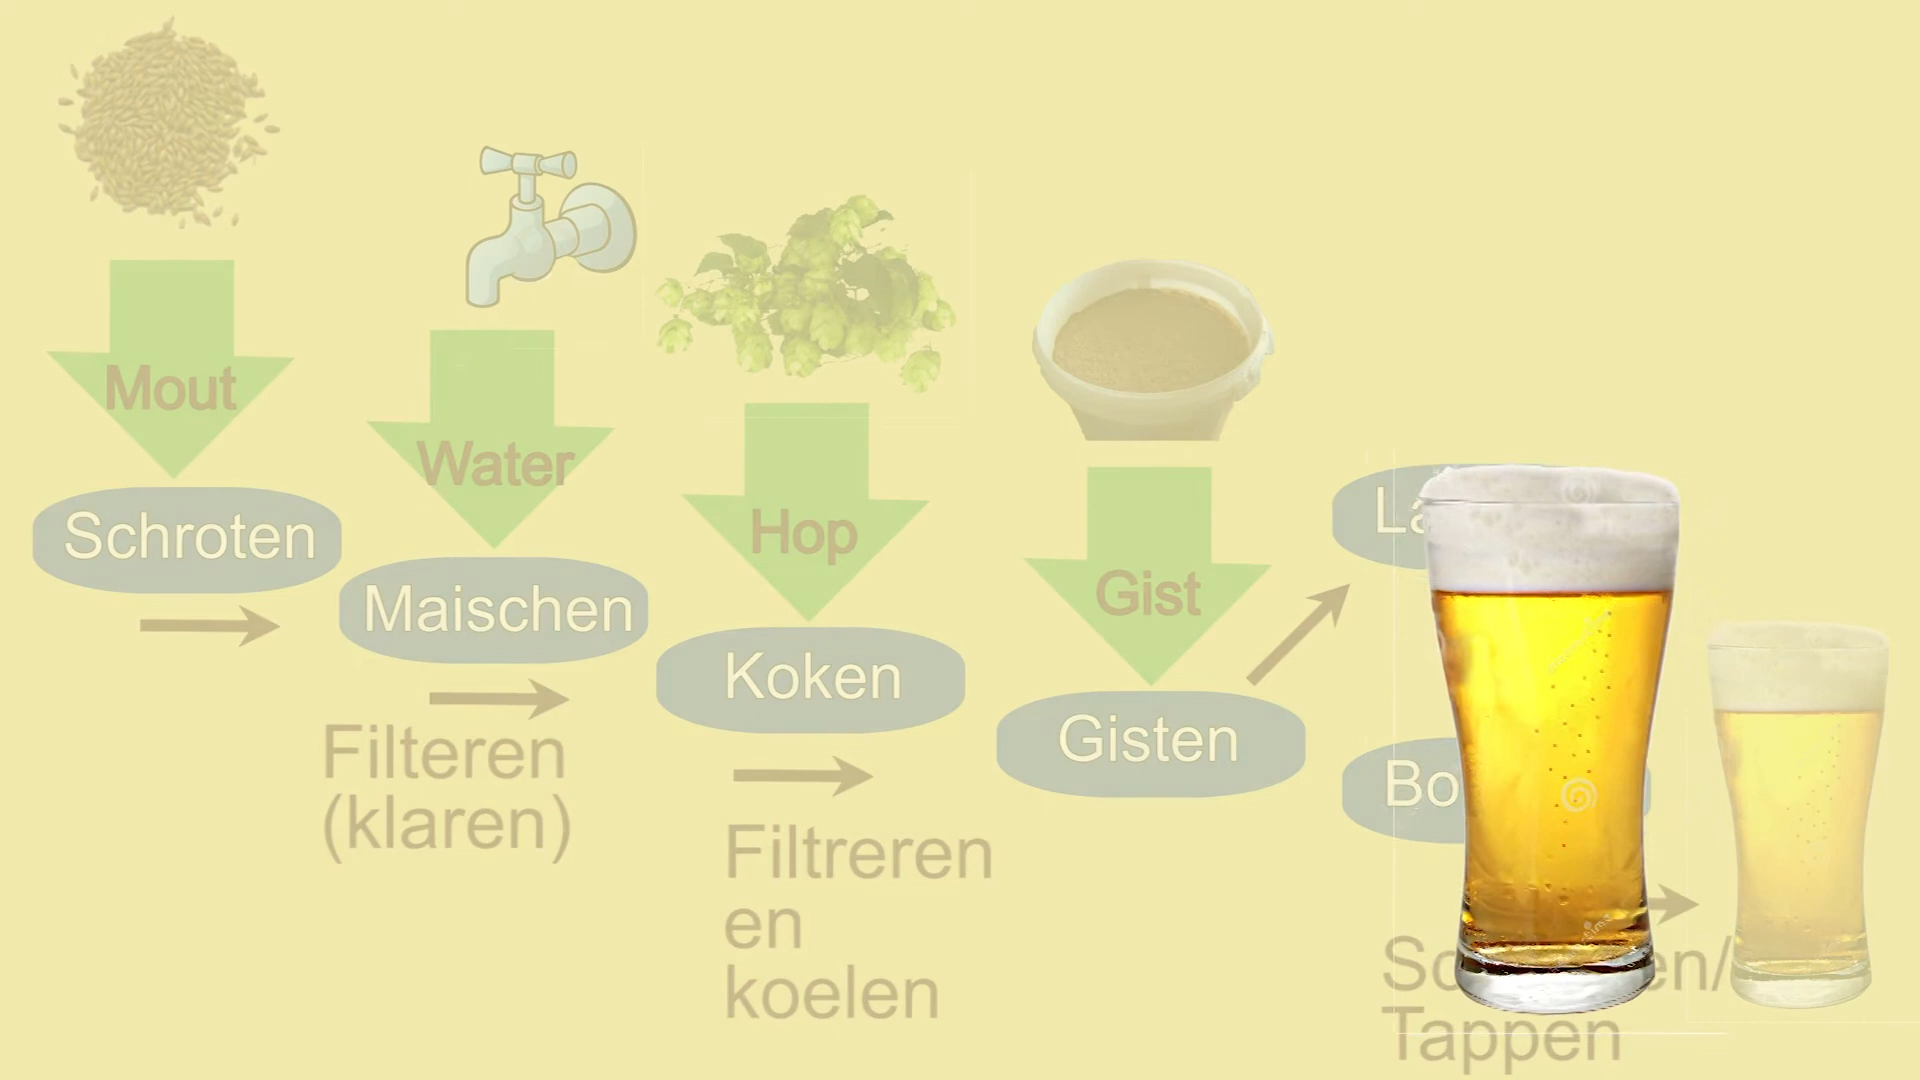 Mout
Water
Hop
Gist
Schroten
Maischen
Koken
Gisten
Filteren
(klaren)
Filtreren
en
koelen
Tappen